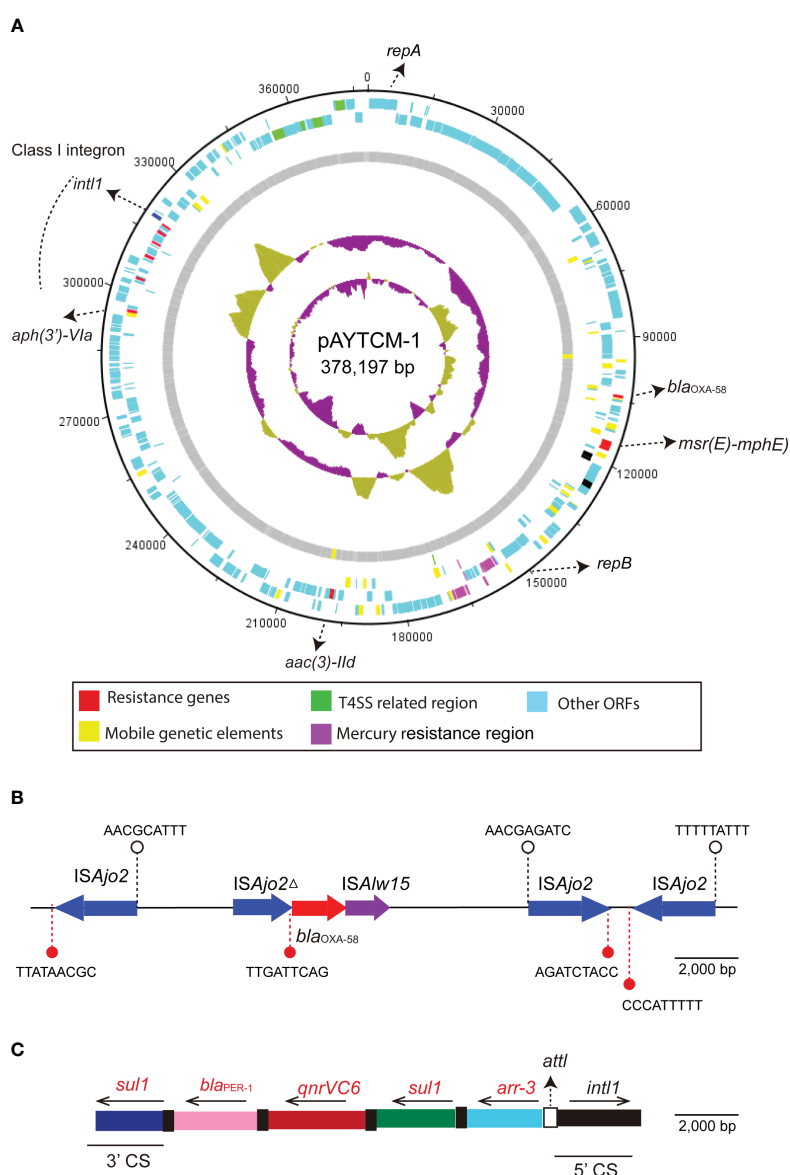 A
repA
0
360000
30000
Class I integron
330000
intI1
60000
300000
pAYTCM-1
90000
aph(3')-VIa
378,197 bp
blaOXA-58
270000
msr(E)-mphE)
120000
240000
repB
150000
210000
180000
aac(3)-IId
Resistance genes
T4SS related region
Other ORFs
Mobile genetic elements
Mercury resistance region
B
AACGCATTT
AACGAGATC
TTTTTATTT
ISAjo2
ISAjo2Δ
ISAlw15
ISAjo2
ISAjo2
blaOXA-58
2,000 bp
TTATAACGC
TTGATTCAG
AGATCTACC
CCCATTTTT
C
attI
sul1
blaPER-1
qnrVC6
sul1
arr-3
intI1
2,000 bp
3' CS
5' CS